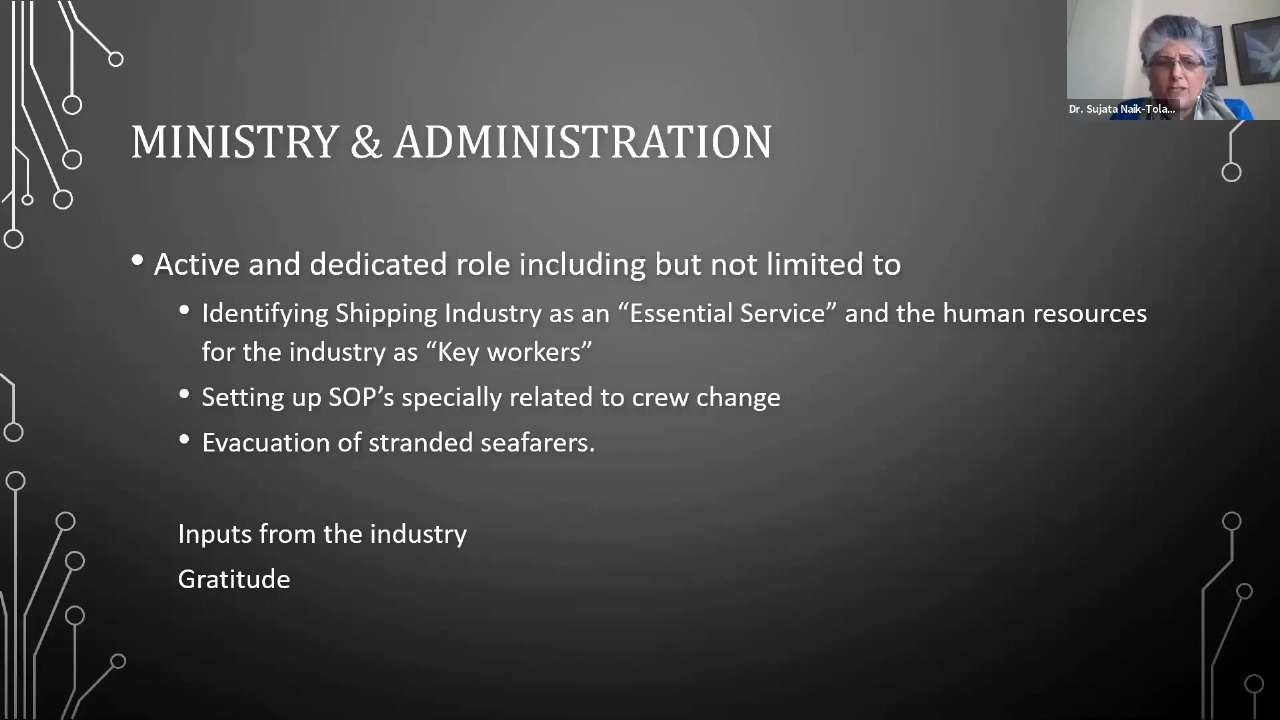 Dr. Sujata Naik-Tola...
MINISTRY & ADMINISTRATION
• Active and dedicated role including but not limited to
• Identifying Shipping Industry as an “Essential Service” and the human resources
for the industry as “Key workers”
• Setting up SOP’s specially related to crew change
• Evacuation of stranded seafarers.
Inputs from the industry
Gratitude